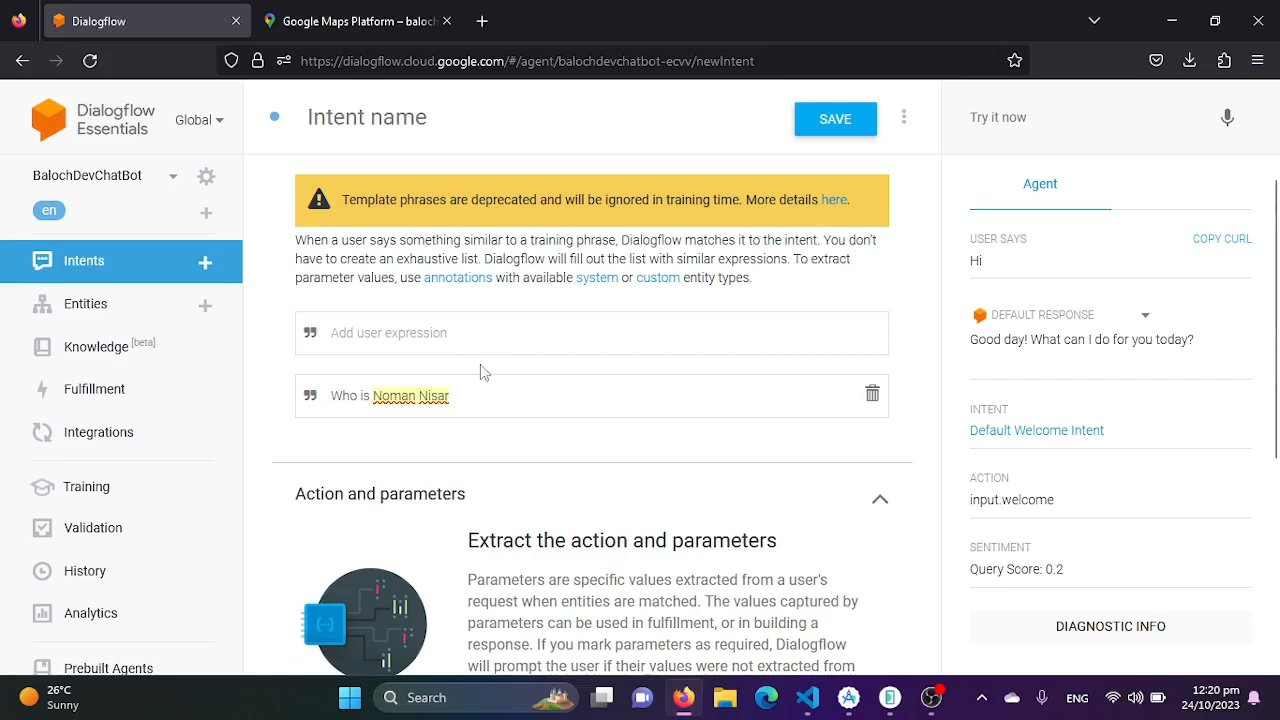 Dialogflow
Google Maps Platform – baloch
https://dialogflow.cloud.google.com/#/agent/balochdevchatbot-ecvv/newIntent
Dialogflow
Essentials
Global
Intent name
SAVE
Try it now
BalochDevChatBot
en
Intents
Entities
Knowledge [beta]
Fulfillment
Integrations
Training
Validation
History
Analytics
Prebuilt Agents
Template phrases are deprecated and will be ignored in training time. More details here.
When a user says something similar to a training phrase, Dialogflow matches it to the intent. You don't
have to create an exhaustive list. Dialogflow will fill out the list with similar expressions. To extract
parameter values, use annotations with available system or custom entity types.
Add user expression
Who is Noman Nisar
Action and parameters
Extract the action and parameters
Parameters are specific values extracted from a user's
request when entities are matched. The values captured by
parameters can be used in fulfillment, or in building a
response. If you mark parameters as required, Dialogflow
will prompt the user if their values were not extracted from
Agent
USER SAYS
COPY CURL
Hi
DEFAULT RESPONSE
Good day! What can I do for you today?
INTENT
Default Welcome Intent
ACTION
input.welcome
SENTIMENT
Query Score: 0.2
DIAGNOSTIC INFO
26°C
Sunny
Search
ENG
12:20 pm
24/10/2023